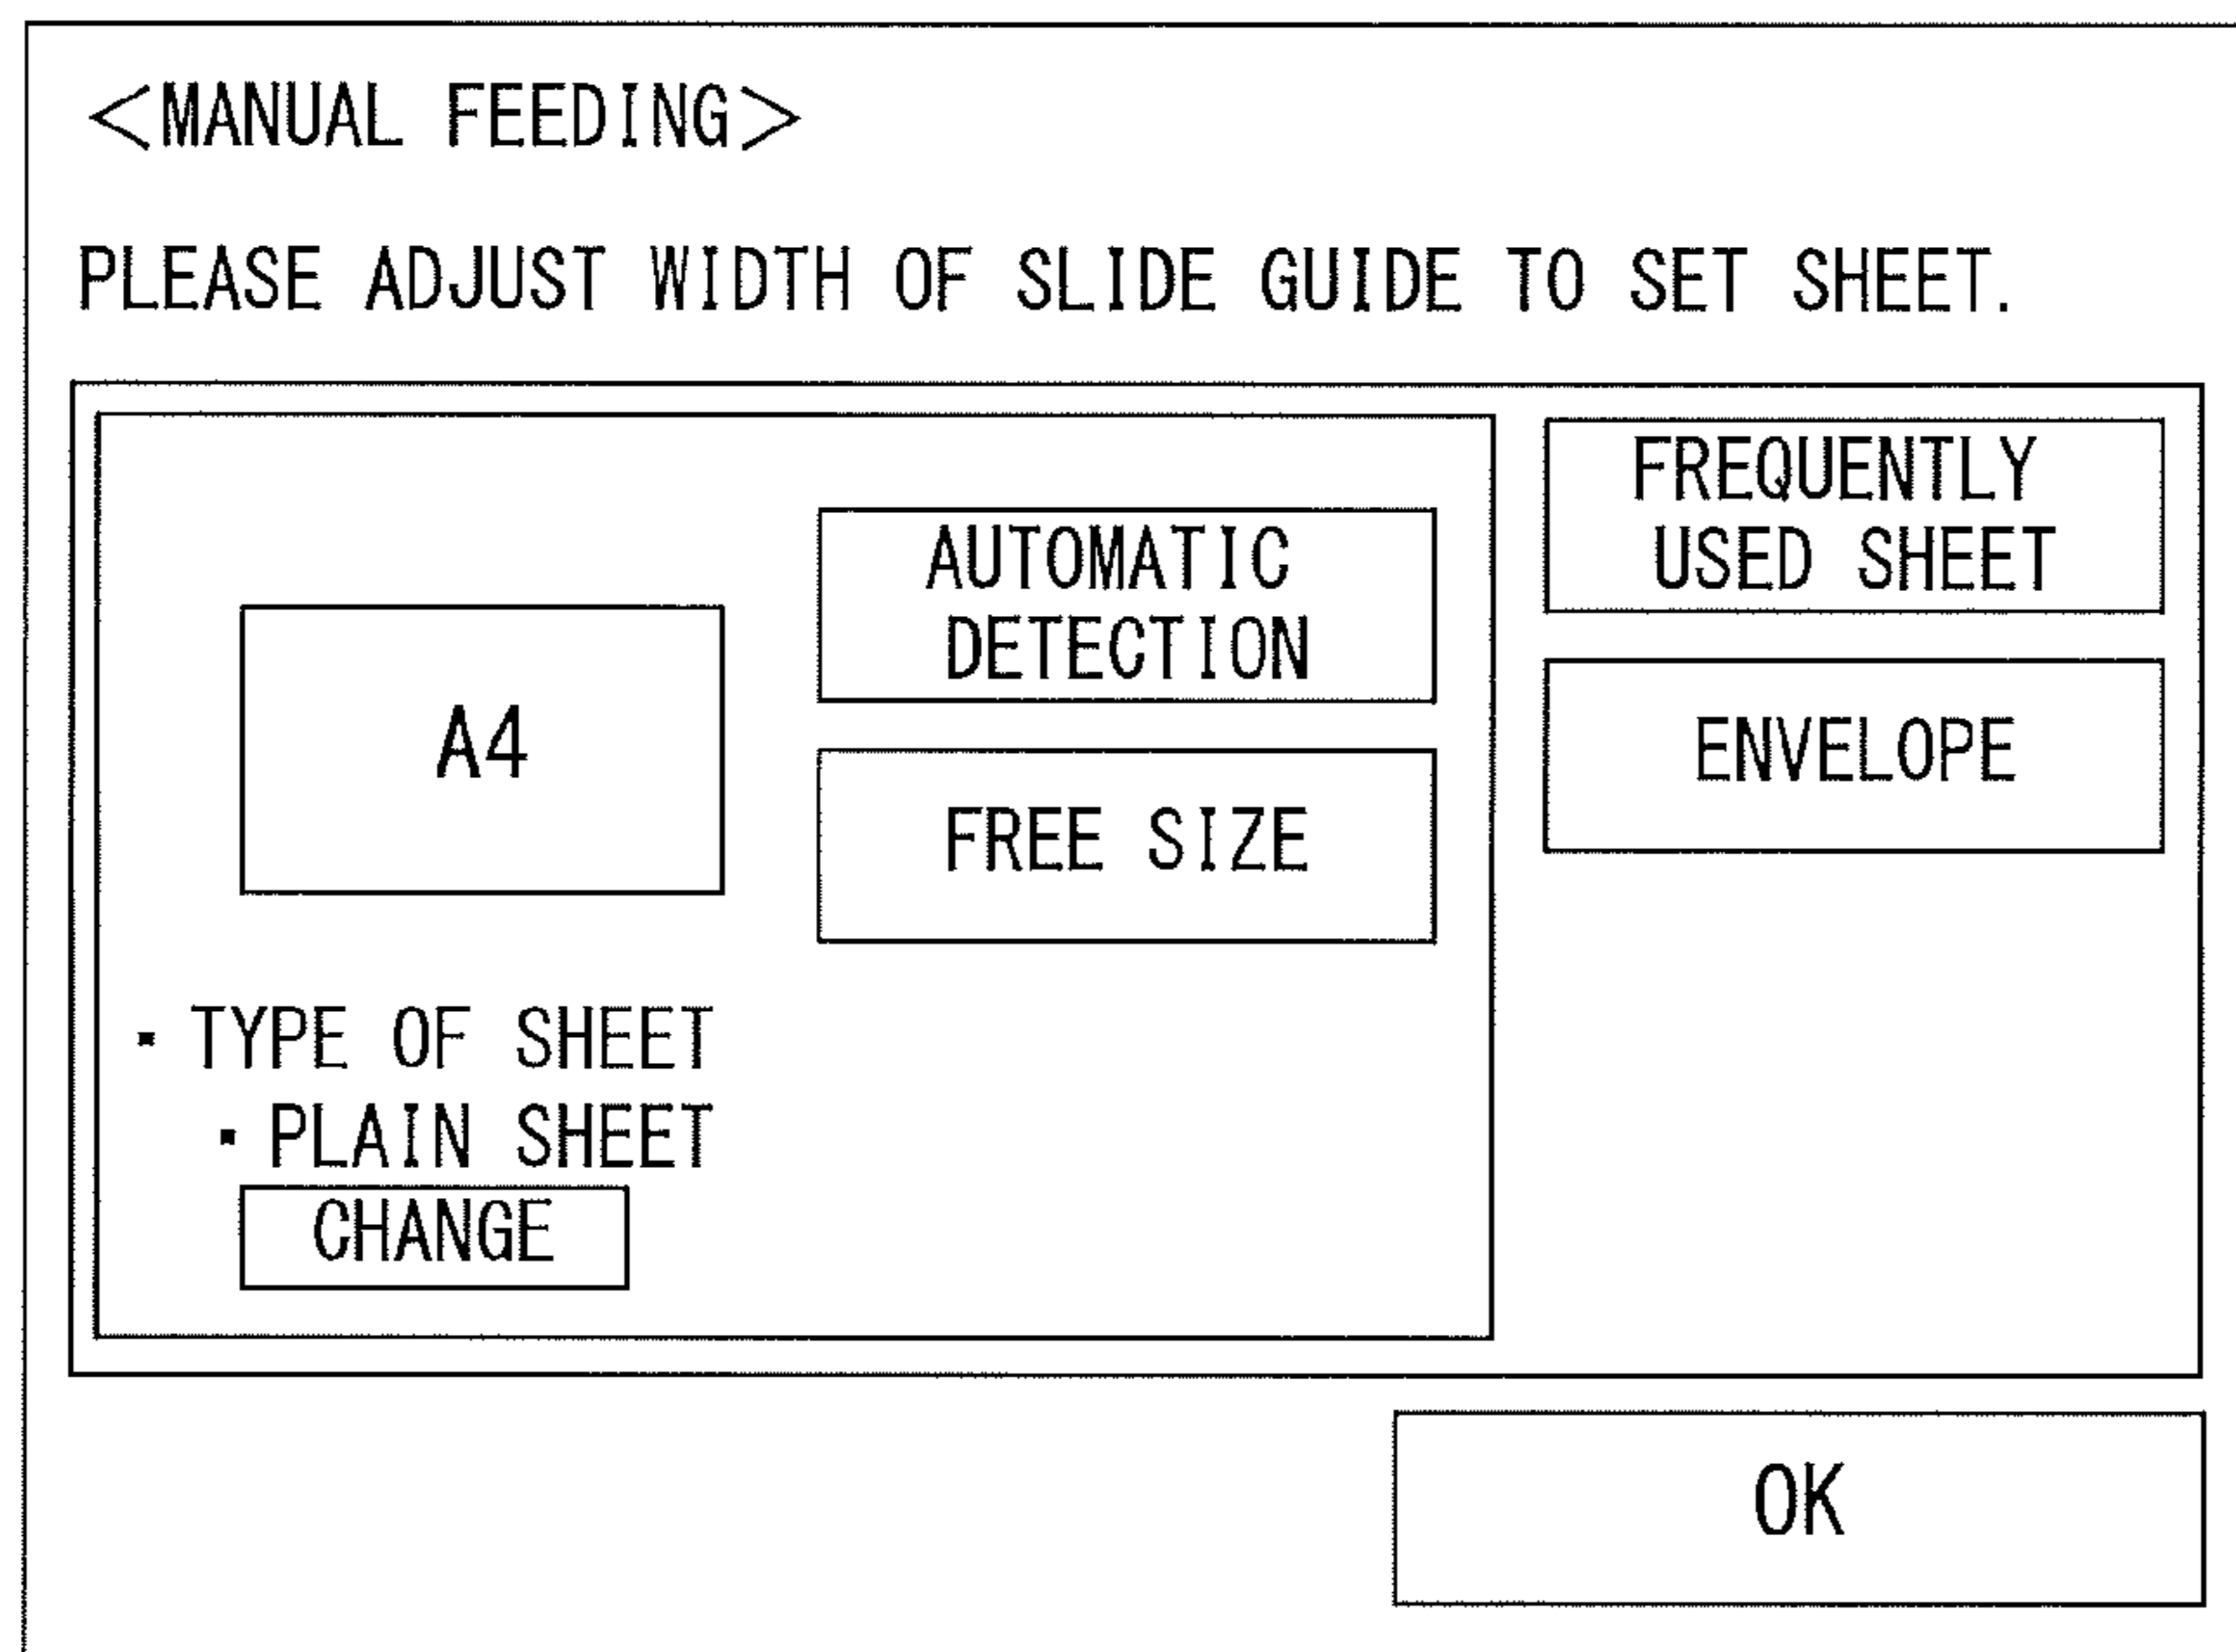 <MANUAL FEEDING>
PLEASE ADJUST WIDTH OF SLIDE GUIDE TO SET SHEET.
A4
AUTOMATIC
DETECTION
FREE SIZE
FREQUENTLY
USED SHEET
ENVELOPE
・TYPE OF SHEET
・PLAIN SHEET
CHANGE
OK